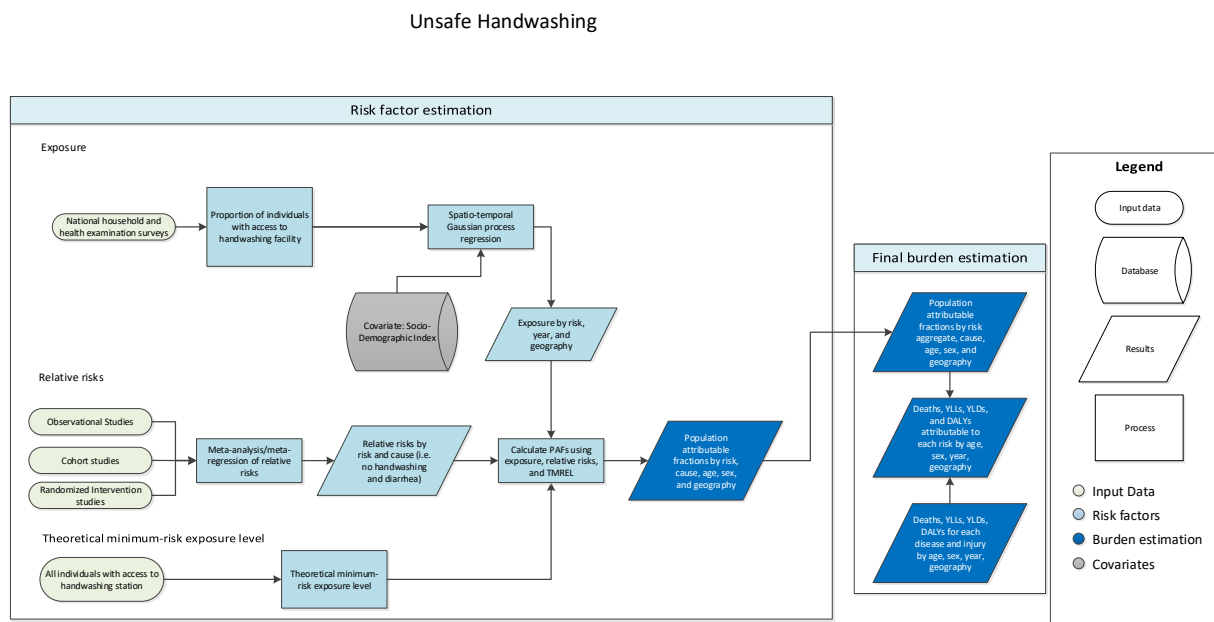 Unsafe Handwashing
Risk factor estimation
Exposure
National household and
health examination surveys
Proportion of individuals
with access to
handwashing facility
Spatio-temporal
Gaussian process
regression
Covariate: Socio-
Demographic Index
Exposure by risk,
year, and
geography
Relative risks
Observational Studies
Cohort studies
Randomized Intervention
studies
Meta-analysis/meta-
regression of relative
risks
Relative risks by
risk and cause (i.e.
no handwashing
and diarrhea)
Calculate PAFs using
exposure, relative risks,
and TMREL
Population
attributable
fractions by risk,
cause, age, sex,
and geography
Theoretical minimum-risk exposure level
All individuals with access to
handwashing station
Theoretical minimum-
risk exposure level
Final burden estimation
Population
attributable
fractions by risk
aggregate, cause,
age, sex, and
geography
Deaths, YLLs, YLDs,
and DALYs
attributable to
each risk by age,
sex, year,
geography
Deaths, YLLs, YLDs,
DALYs for each
disease and injury
by age, sex, year,
geography
Legend
Input data
Database
Results
Process
Input Data
Risk factors
Burden estimation
Covariates